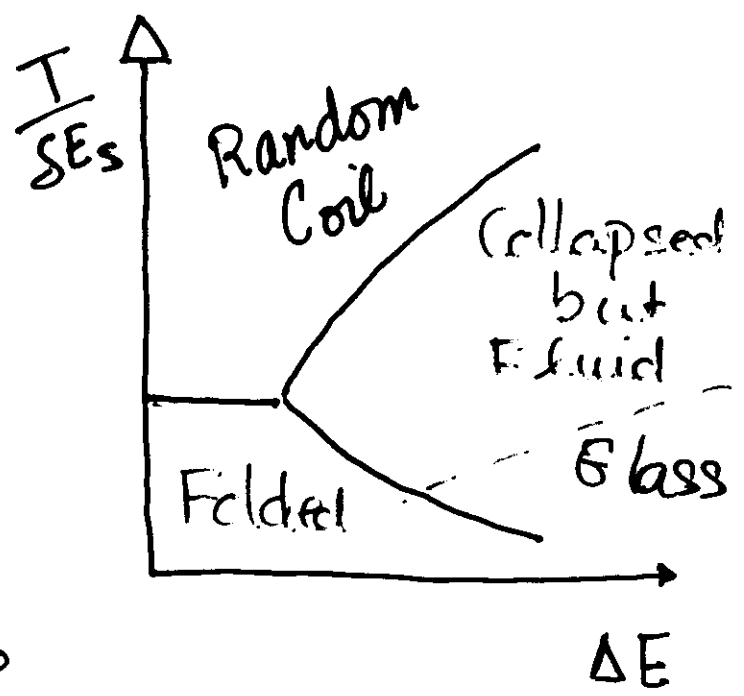 T
δEs
Random
Coil
Collapsed
but
Fluid
Glass
Folded
ΔE